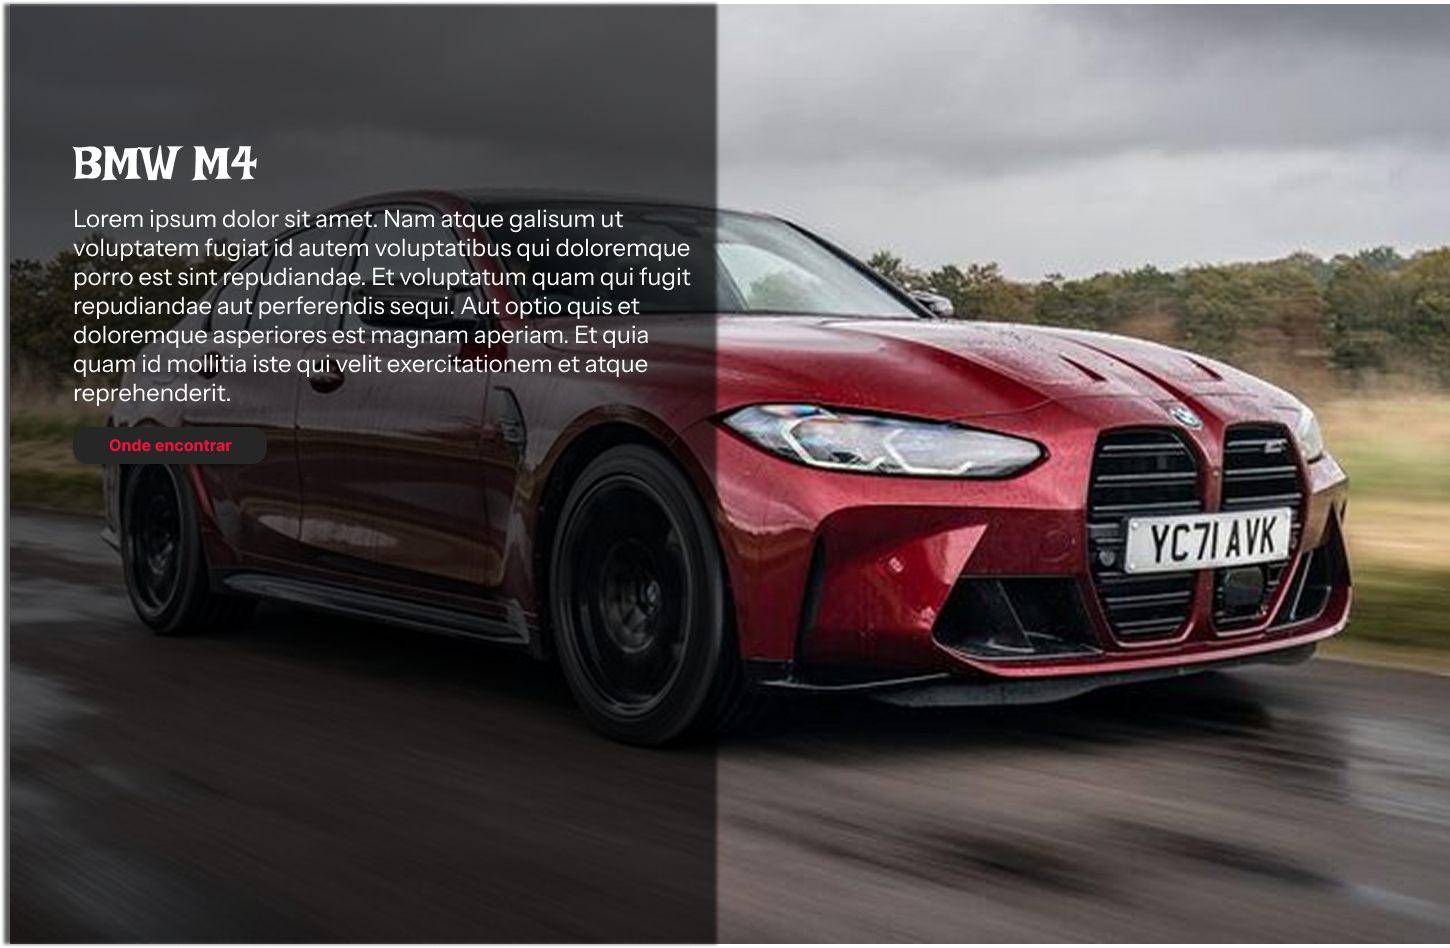 BMW M4
Lorem ipsum dolor sit amet. Nam atque galisum ut
voluptatem fugiat id autem voluptatibus qui doloremque
porro est sint repudiandae. Et voluptatum quam qui fugit
repudiandae aut perferendis sequi. Aut optio quis et
doloremque asperiores est magnam aperiam. Et quia
quam id mollitia iste qui velit exercitationem et atque
reprehenderit.
Onde encontrar
YC71 AVK